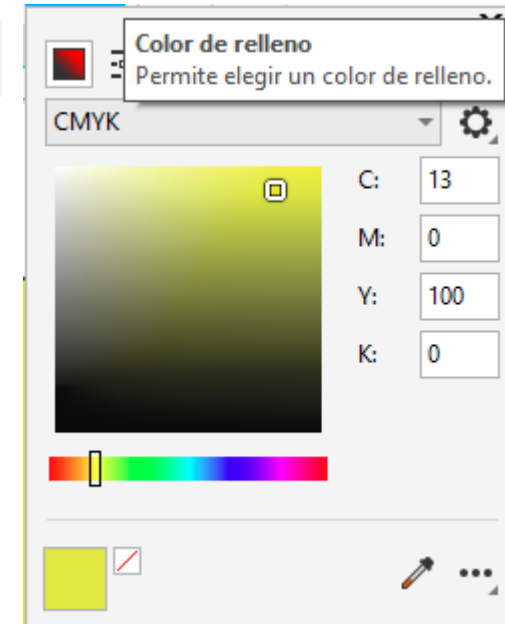 Color de relleno
Permite elegir un color de relleno.
CMYK
C: 13
M: 0
Y: 100
K: 0